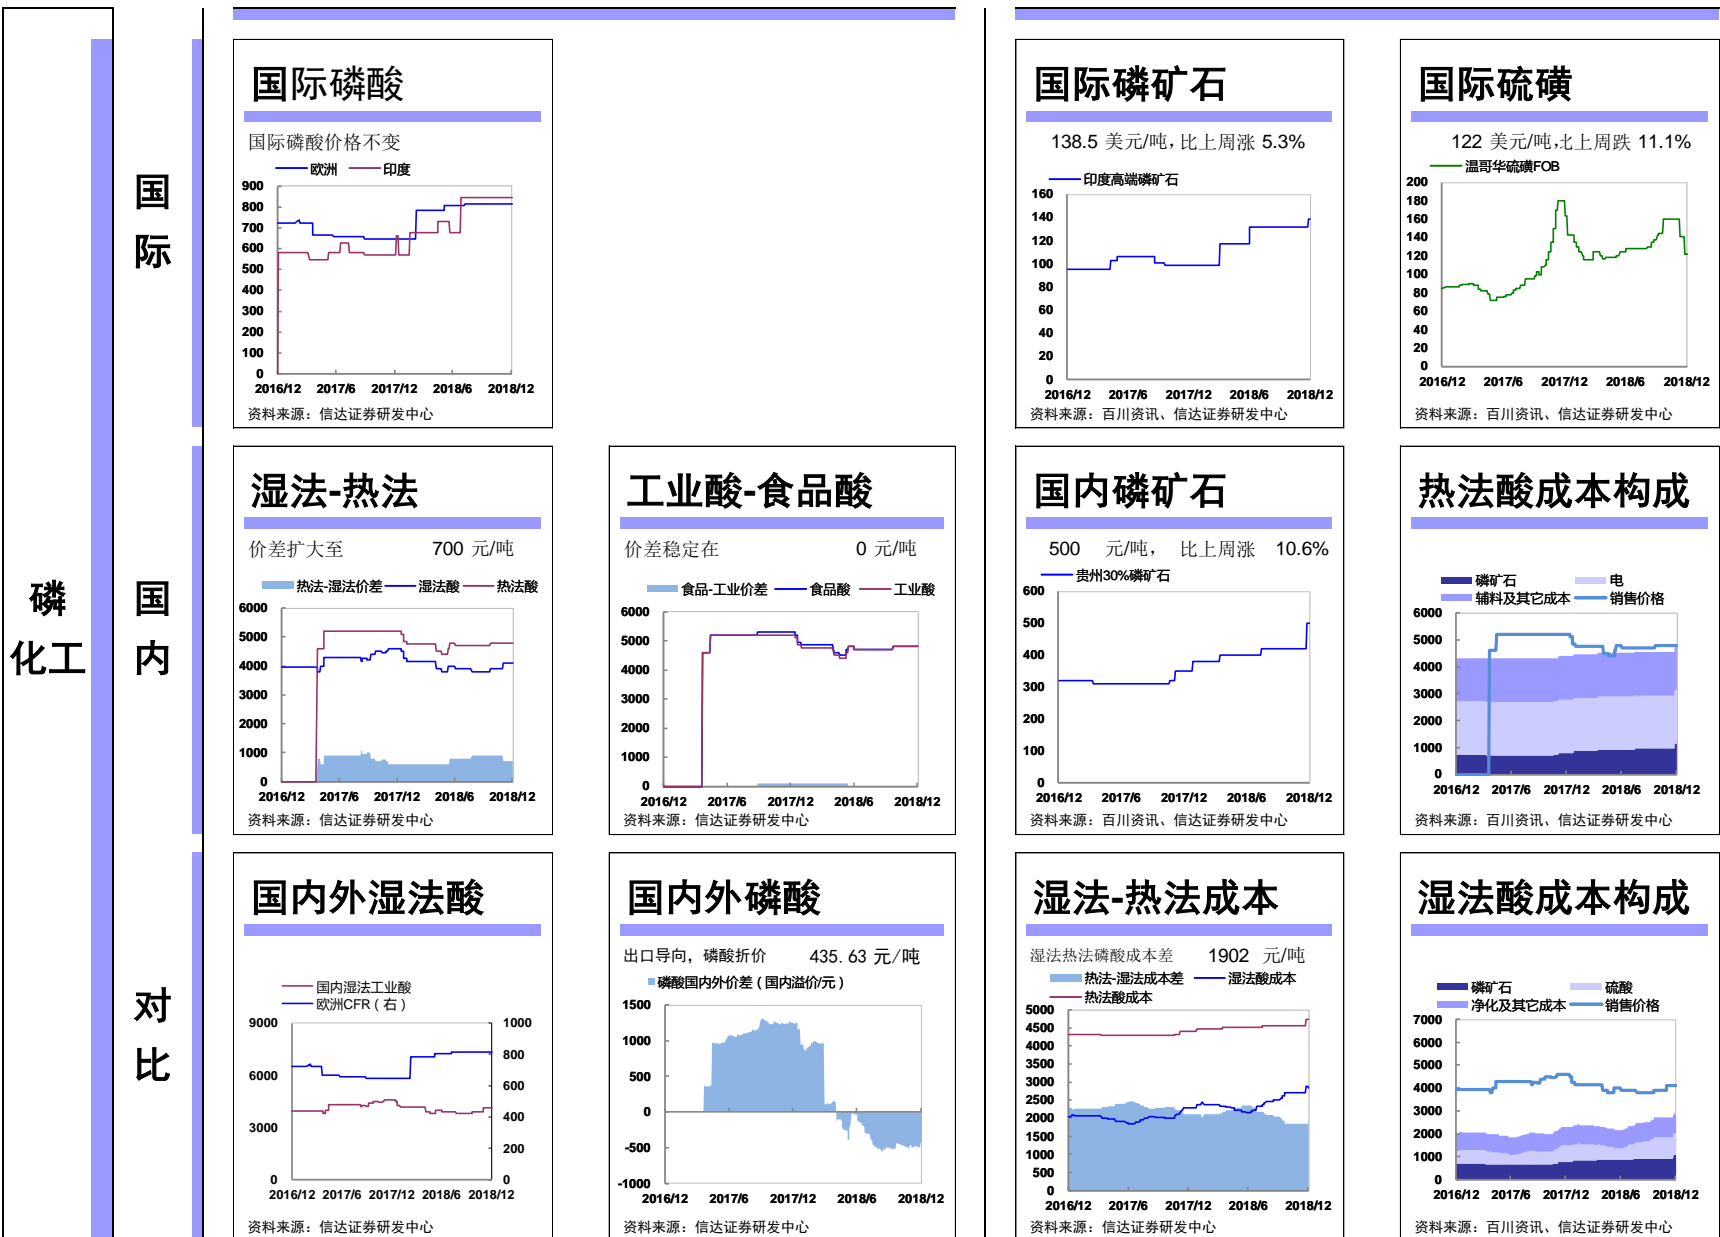 磷
化工
国
际
国际磷酸
国际磷酸价格不变
欧洲 印度
900
800
700
600
500
400
300
200
100
0
2016/12 2017/6 2017/12 2018/6 2018/12
资料来源：信达证券研发中心
国际磷矿石
138.5 美元/吨，比上周涨 5.3%
印度高端磷矿石
160
140
120
100
80
60
40
20
0
2016/12 2017/6 2017/12 2018/6 2018/12
资料来源：百川资讯、信达证券研发中心
国际硫磺
122 美元/吨，比上周跌 11.1%
温哥华硫磺FOB
200
180
160
140
120
100
80
60
40
20
0
2016/12 2017/6 2017/12 2018/6 2018/12
资料来源：百川资讯、信达证券研发中心
国
内
湿法-热法
价差扩大至 700 元/吨
热法-湿法价差 湿法酸 热法酸
6000
5000
4000
3000
2000
1000
0
2016/12 2017/6 2017/12 2018/6 2018/12
资料来源：信达证券研发中心
工业酸-食品酸
价差稳定在 0 元/吨
食品-工业价差 食品酸 工业酸
6000
5000
4000
3000
2000
1000
0
2016/12 2017/6 2017/12 2018/6 2018/12
资料来源：信达证券研发中心
国内磷矿石
500 元/吨， 比上周涨 10.6%
贵州30%磷矿石
600
500
400
300
200
100
0
2016/12 2017/6 2017/12 2018/6 2018/12
资料来源：百川资讯、信达证券研发中心
热法酸成本构成
磷矿石 电
辅料及其它成本 销售价格
6000
5000
4000
3000
2000
1000
0
2016/12 2017/6 2017/12 2018/6 2018/12
资料来源：百川资讯、信达证券研发中心
对
比
国内外湿法酸
国内湿法工业酸
欧洲CFR（右）
9000 1000
800
6000
600
3000 400
200
0 0
2016/12 2017/6 2017/12 2018/6 2018/12
资料来源：信达证券研发中心
国内外磷酸
出口导向，磷酸折价 435.63 元/吨
磷酸国内外价差（国内溢价/元）
1500
1000
500
0
-500
-1000
2016/12 2017/6 2017/12 2018/6 2018/12
资料来源：信达证券研发中心
湿法-热法成本
湿法热法磷酸成本差 1902 元/吨
热法-湿法成本差 湿法酸成本
热法酸成本
5000
4500
4000
3500
3000
2500
2000
1500
1000
500
0
2016/12 2017/6 2017/12 2018/6 2018/12
资料来源：信达证券研发中心
湿法酸成本构成
磷矿石 硫酸
净化及其它成本 销售价格
7000
6000
5000
4000
3000
2000
1000
0
2016/12 2017/6 2017/12 2018/6 2018/12
资料来源：百川资讯、信达证券研发中心